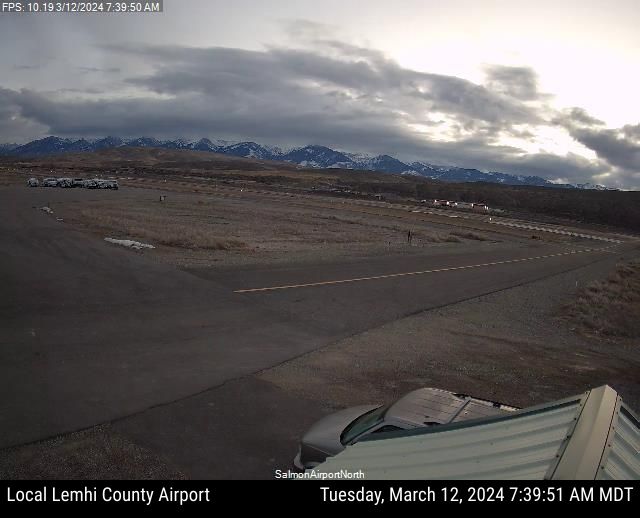 FPS: 10.19 3/12/2024 7:39:50 AM
SalmonAirportNorth
Local Lemhi County Airport
Tuesday, March 12, 2024 7:39:51 AM MDT